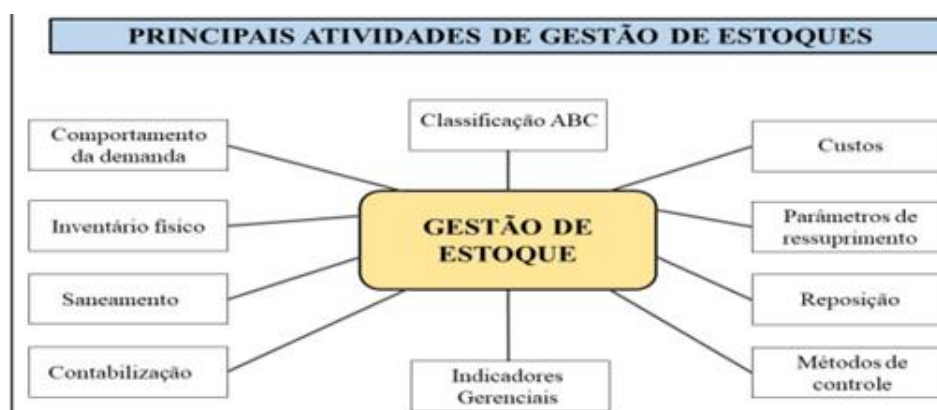 PRINCIPAIS ATIVIDADES DE GESTÃO DE ESTOQUES
Classificação ABC
Comportamento
da demanda
Custos
Inventário físico
GESTÃO DE
ESTOQUE
Parâmetros de
ressuprimento
Saneamento
Reposição
Contabilização
Indicadores
Gerenciais
Métodos de
controle